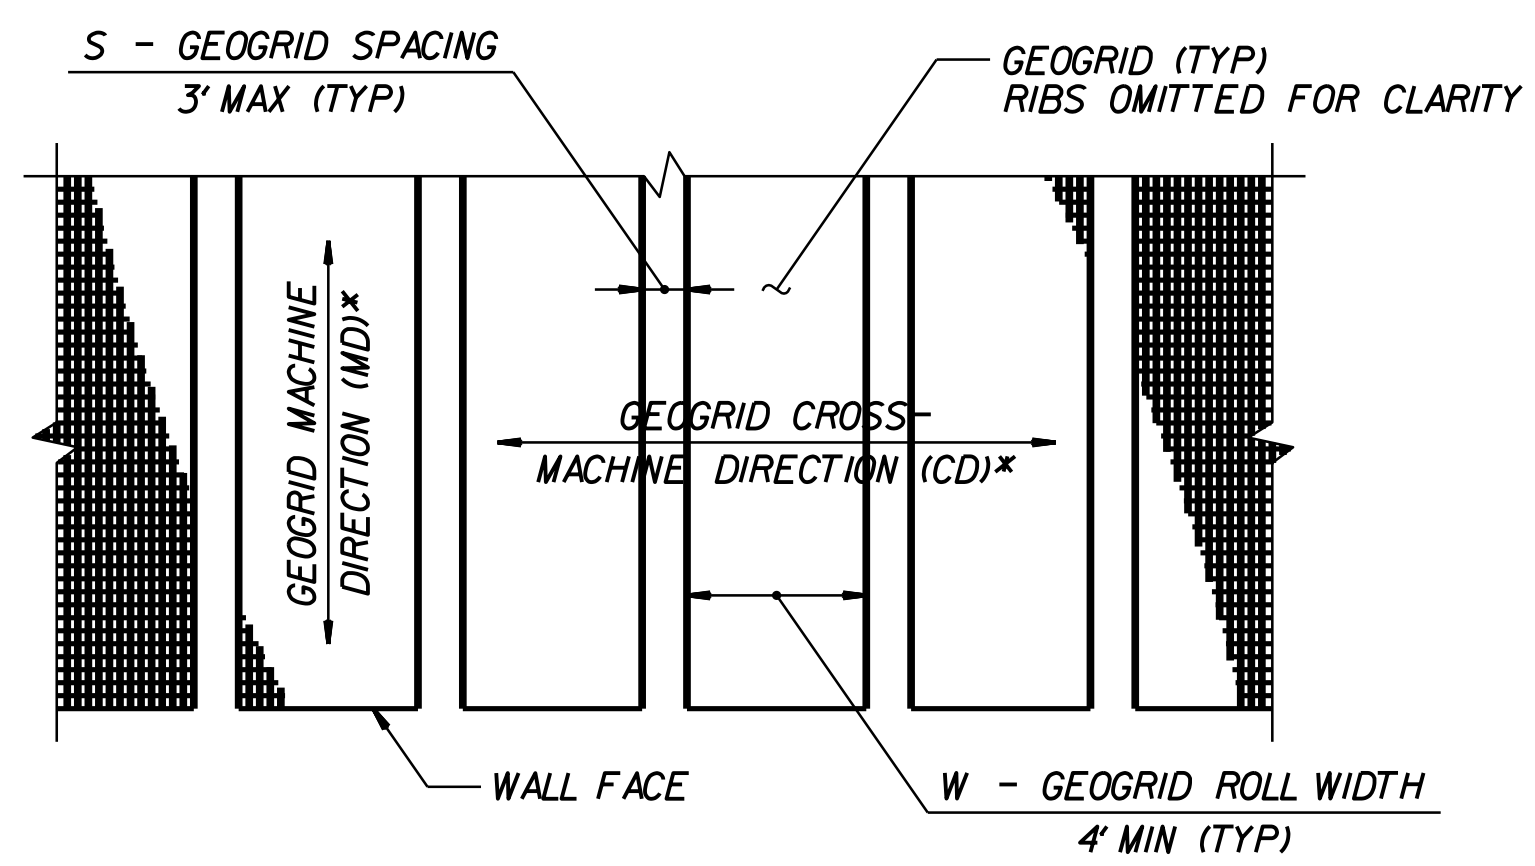 S - GEOGRID SPACING
3' MAX (TYP)
GEOGRID (TYP)
RIBS OMITTED FOR CLARITY
GEOGRID MACHINE
DIRECTION (MD)*
GEOGRID CROSS-
MACHINE DIRECTION (CD)*
WALL FACE
W - GEOGRID ROLL WIDTH
4' MIN (TYP)